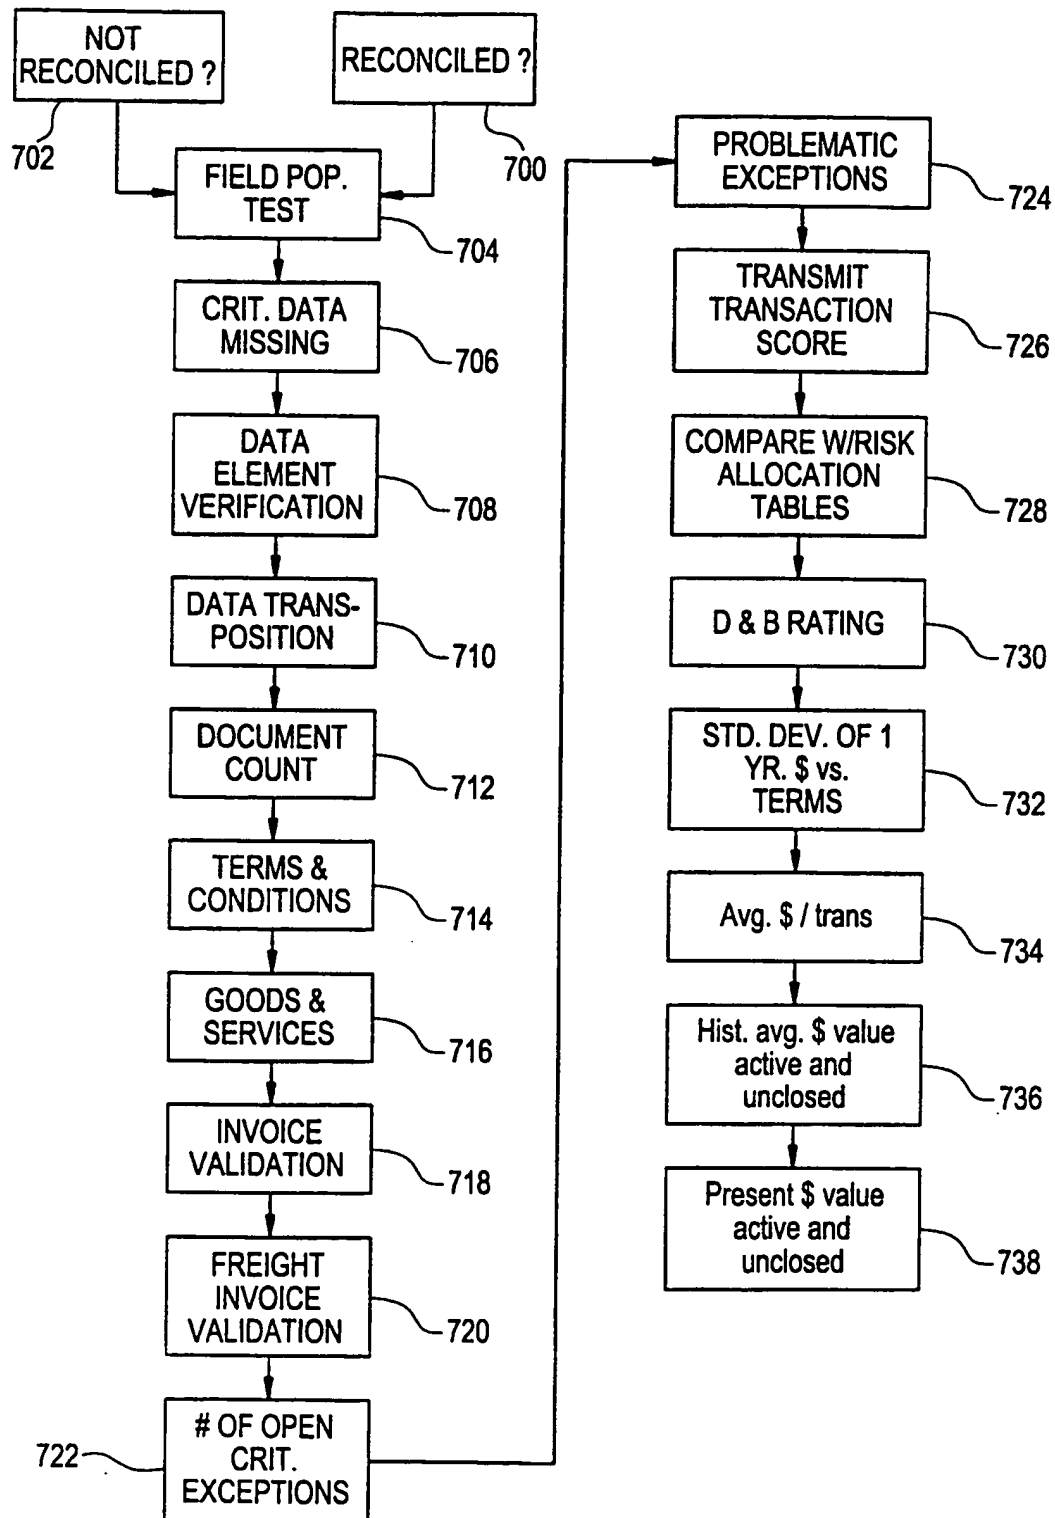 NOT
RECONCILED ?
702
RECONCILED ?
700
FIELD POP.
TEST
704
CRIT. DATA
MISSING
706
DATA
ELEMENT
VERIFICATION
708
DATA TRANS-
POSITION
710
DOCUMENT
COUNT
712
TERMS &
CONDITIONS
714
GOODS &
SERVICES
716
INVOICE
VALIDATION
718
FREIGHT
INVOICE
VALIDATION
720
# OF OPEN
CRIT.
EXCEPTIONS
722
PROBLEMATIC
EXCEPTIONS
724
TRANSMIT
TRANSACTION
SCORE
726
COMPARE W/RISK
ALLOCATION
TABLES
728
D & B RATING
730
STD. DEV. OF 1
YR. $ vs.
TERMS
732
Avg. $ / trans
734
Hist. avg. $ value
active and
unclosed
736
Present $ value
active and
unclosed
738